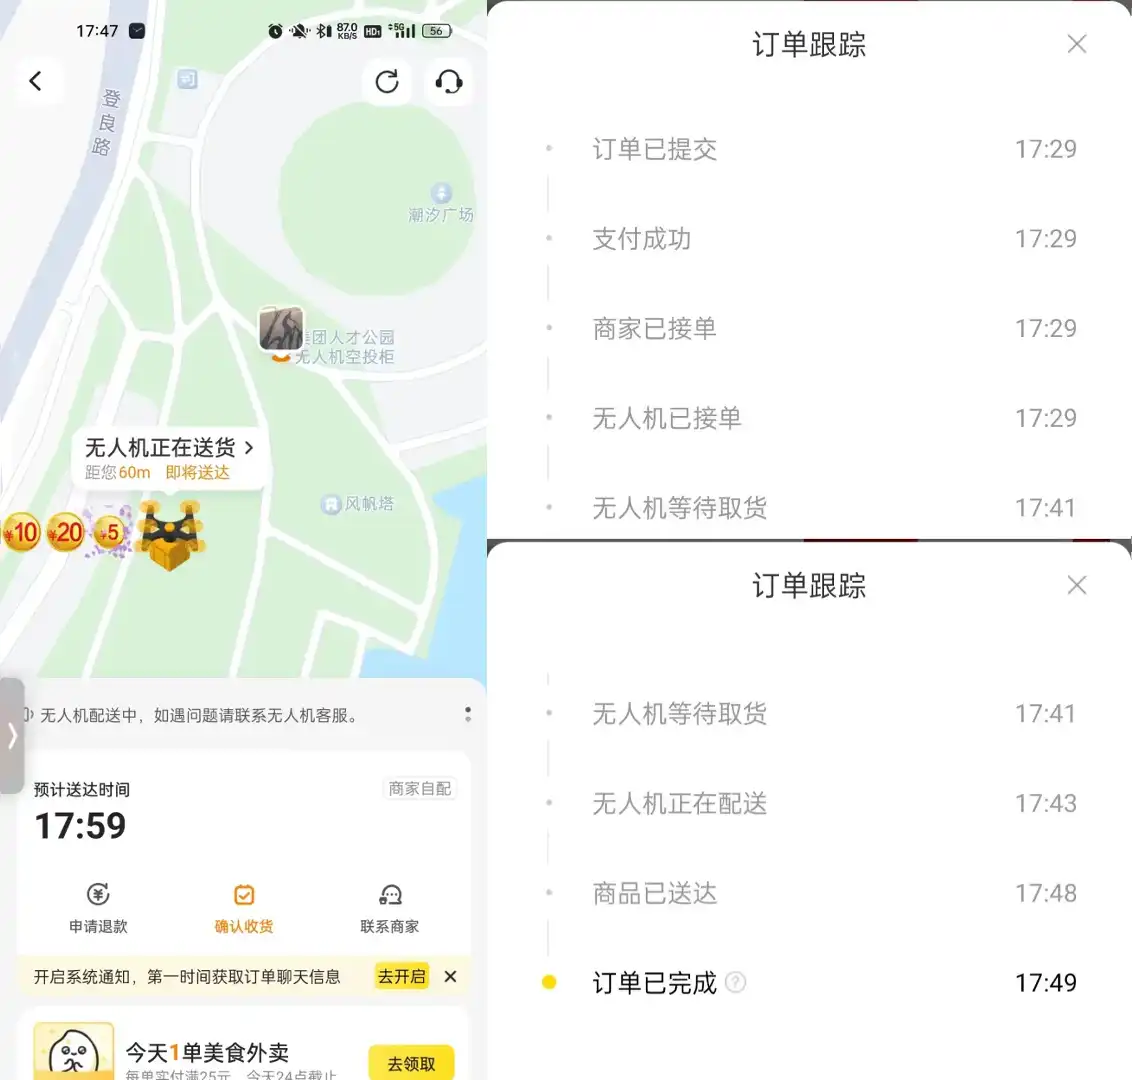 17:47
87.0
KB/S
HD1
5G
56
登良路
潮汐广场
美团人才公园
无人机空投柜
无人机正在送货
距您60m 即将送达
¥10
¥20
¥5
风帆塔
无人机配送中，如遇问题请联系无人机客服。
预计送达时间
商家自配
17:59
申请退款
确认收货
联系商家
开启系统通知，第一时间获取订单聊天信息
去开启
今天1单美食外卖
每单实付满25元，今天24点截止
去领取
订单跟踪
订单已提交 17:29
支付成功 17:29
商家已接单 17:29
无人机已接单 17:29
无人机等待取货 17:41
订单跟踪
无人机等待取货 17:41
无人机正在配送 17:43
商品已送达 17:48
订单已完成 17:49